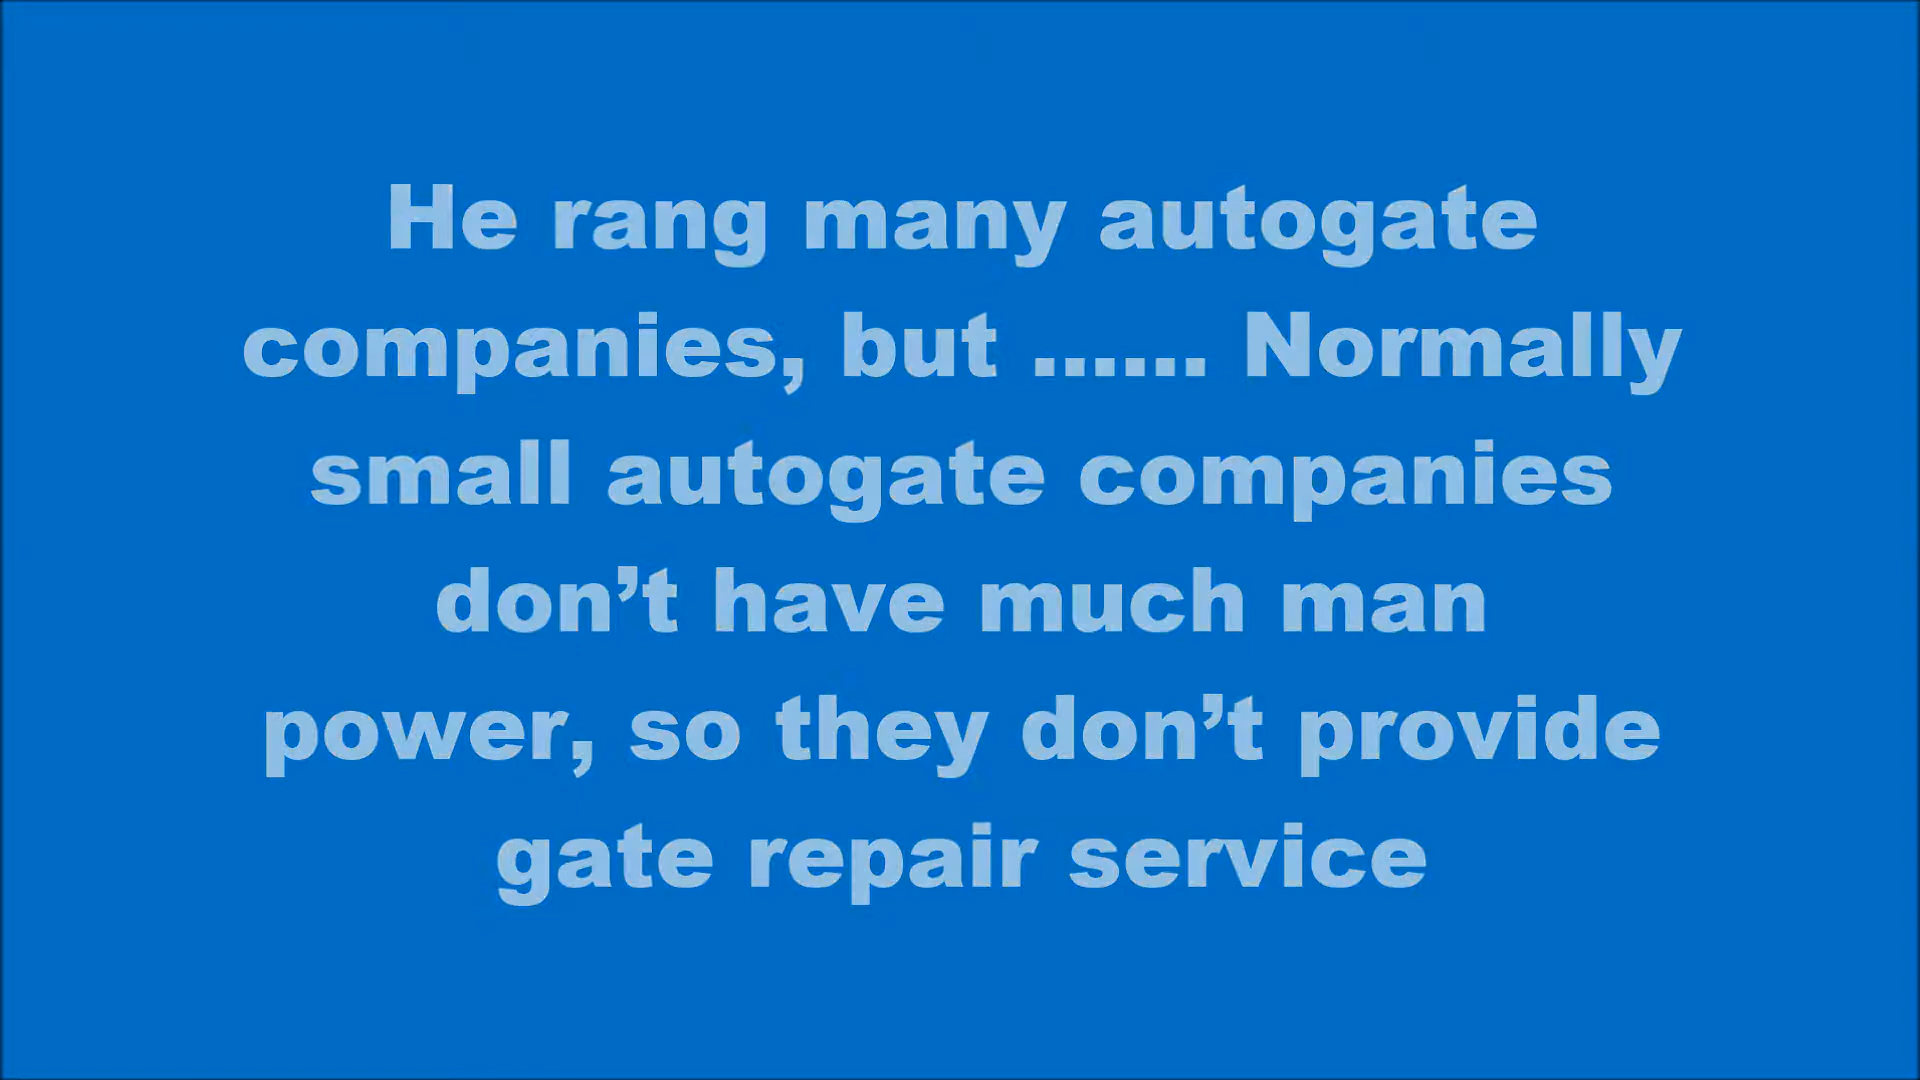 He rang many autogate
companies, but ...... Normally
small autogate companies
don’t have much man
power, so they don’t provide
gate repair service